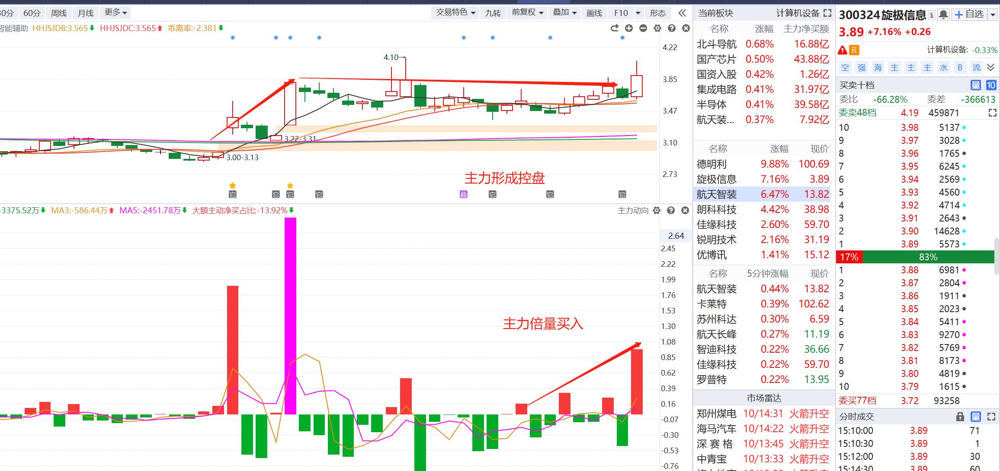 30分 60分 周线 月线 更多 交易特色 九转 前复权 叠加 画线 F10 形态
智能辅助 HHJSJDB:3.565 HHJSJDC:3.565 乖离率:-2.381
4.22
4.10→
3.85
3.47
3.22-3.31
3.10
3.00-3.13
2.73
主力形成控盘
它 它 它 它 叠 它 它 它
-3375.52万 MA3:-586.44万 MA5:-2451.78万 大额主动净买占比:-13.92% 主力动向
2.64
2.45
2.22
1.99
1.76
1.53
主力倍量买入
1.30
1.08
0.85
0.62
0.39
0.16
-0.07
-0.30
-0.53
-0.76
当前板块 计算机设备
名称 涨幅 主力净买额
北斗导航 0.68% 16.88亿
国产芯片 0.50% 43.88亿
国资入股 0.42% 1.26亿
集成电路 0.41% 31.97亿
半导体 0.41% 39.58亿
航天装... 0.37% 7.92亿
名称 涨幅 现价
德明利 9.88% 100.69
旋极信息 7.16% 3.89
航天智装 6.47% 13.82
朗科科技 4.42% 38.98
佳缘科技 2.60% 59.70
锐明技术 2.16% 31.19
优博讯 1.41% 15.12
名称 5分钟涨幅 现价
航天智装 0.44% 13.82
卡莱特 0.39% 102.62
苏州科达 0.30% 6.59
航天长峰 0.27% 11.19
智迪科技 0.22% 36.66
佳缘科技 0.22% 59.70
罗普特 0.22% 13.95
市场雷达
郑州煤电 10/14:31 火箭升空
海马汽车 10/14:22 火箭升空
深 赛 格 10/13:45 火箭升空
中青宝 10/13:33 火箭升空
300324 旋极信息 i 自选
3.89 +7.16% +0.26
R 计算机设备: -0.33%
空 强 海 主 主 主 水 B 流
买卖十档 量 10
委比 -66.28% 委差 -366613
委卖48档 4.19 459871
10 3.98 5137
9 3.97 3028
8 3.96 1765
7 3.95 6245
6 3.94 2569
5 3.93 4560
4 3.92 4714
3 3.91 2643
2 3.90 14628
1 3.89 5573
17% 83%
1 3.88 6981
2 3.87 2804
3 3.86 1911
4 3.85 2023
5 3.84 5411
6 3.83 9270
7 3.82 5769
8 3.81 8173
9 3.80 4819
10 3.79 1615
委买77档 3.72 93258
分时成交 量
15:10:00 3.89 71
15:10:30 3.89 1
15:12:00 3.89 30
15:14:30 3.89 60